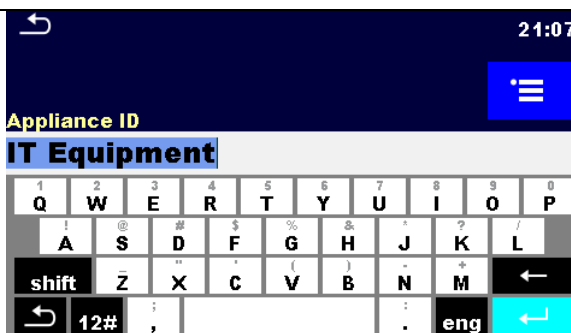 21:07
Appliance ID
IT Equipment
1 2 3 4 5 6 7 8 9 0
Q W E R T Y U I O P
! @ # $ % & * ? /
A S D F G H J K L
_ " ' ( ) - +
shift Z X C V B N M
; :
12# , . eng